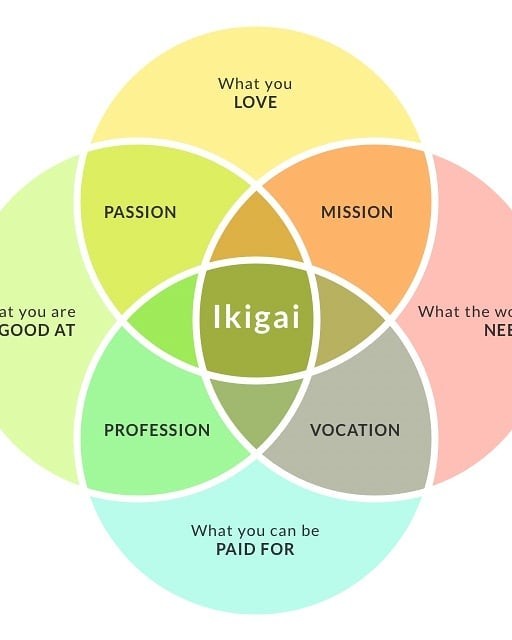 What you
LOVE
PASSION
MISSION
at you are
GOOD AT
Ikigai
What the wo
NEE
PROFESSION
VOCATION
What you can be
PAID FOR